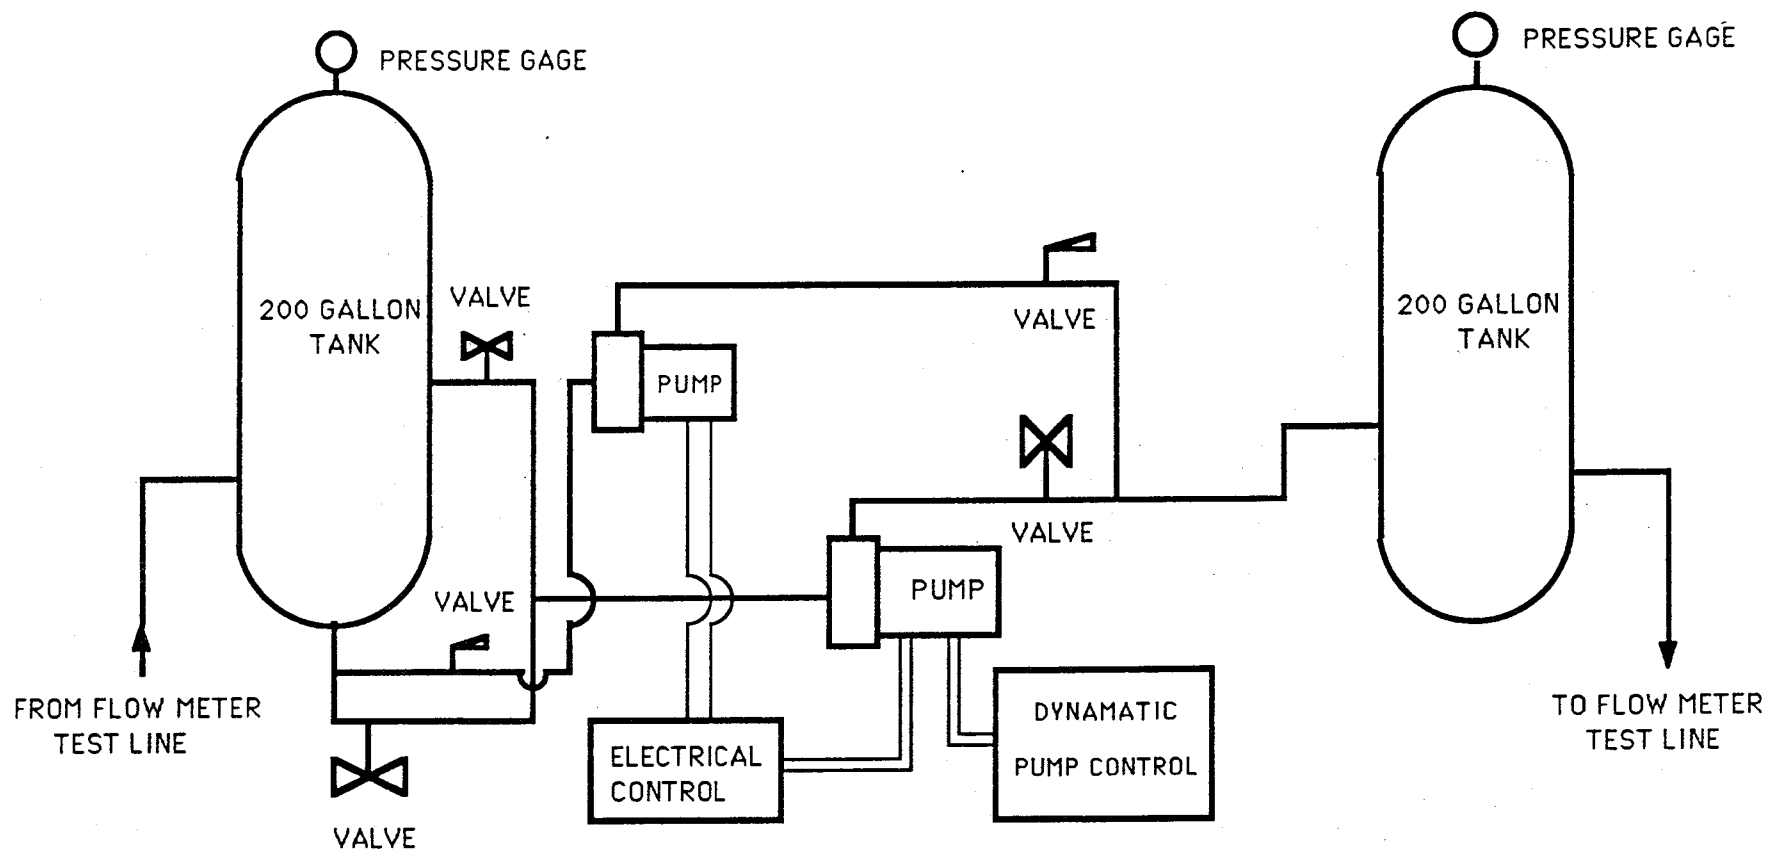 PRESSURE GAGE
PRESSURE GAGE
200 GALLON
TANK
VALVE
VALVE
200 GALLON
TANK
PUMP
VALVE
VALVE
PUMP
FROM FLOW METER
TEST LINE
ELECTRICAL
CONTROL
DYNAMATIC
PUMP CONTROL
TO FLOW METER
TEST LINE
VALVE